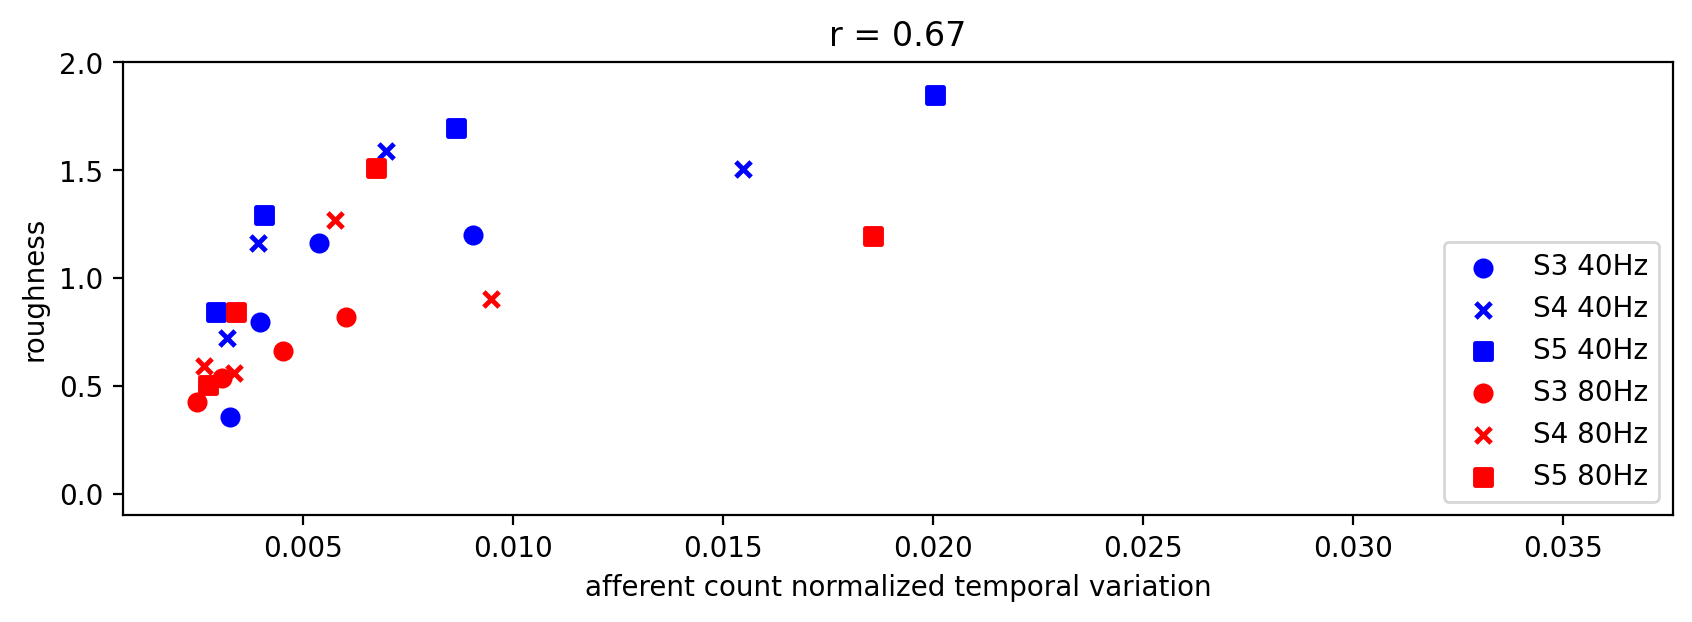 r = 0.67
2.0
1.5
1.0
0.5
0.0
roughness
S3 40Hz
S4 40Hz
S5 40Hz
S3 80Hz
S4 80Hz
S5 80Hz
0.005 0.010 0.015 0.020 0.025 0.030 0.035
afferent count normalized temporal variation